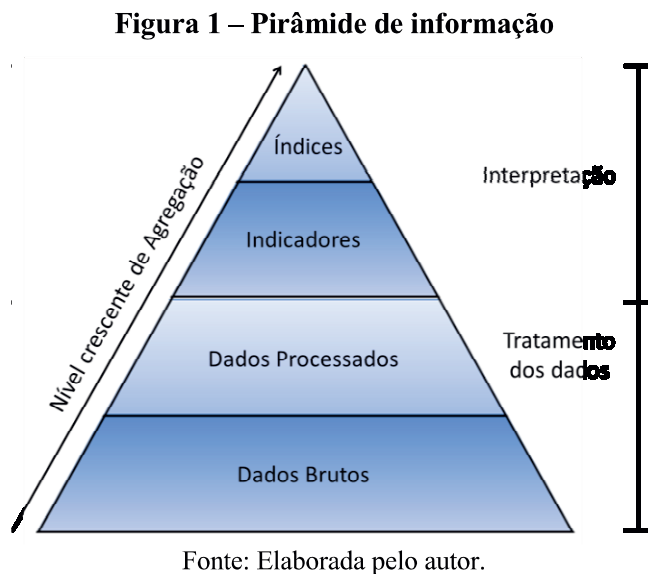 Figura 1 – Pirâmide de informação
Índices
Interpretação
Indicadores
Nível crescente de Agregação
Dados Processados
Tratamento
dos dados
Dados Brutos
Fonte: Elaborada pelo autor.